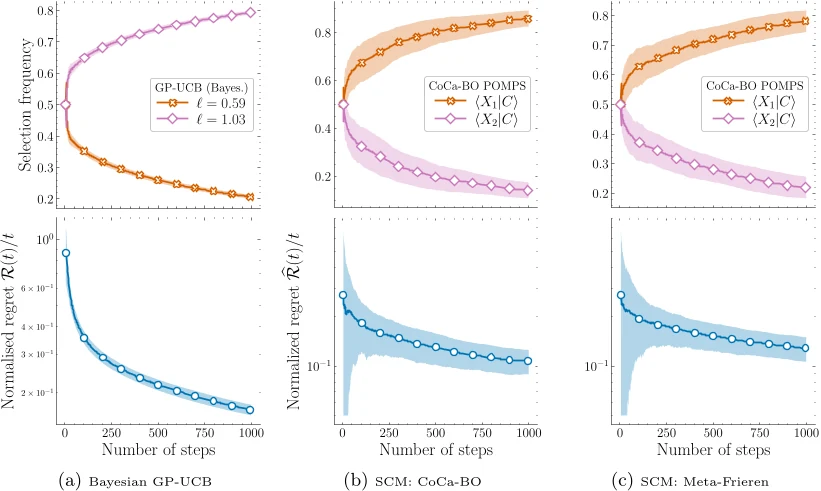 Selection frequency
0.8
0.7
0.6
0.5
0.4
0.3
0.2
GP-UCB (Bayes.)
ℓ = 0.59
ℓ = 1.03
0.8
0.6
0.4
0.2
CoCa-BO POMPS
⟨X₁|C⟩
⟨X₂|C⟩
0.8
0.7
0.6
0.5
0.4
0.3
0.2
CoCa-BO POMPS
⟨X₁|C⟩
⟨X₂|C⟩
Normalised regret R(t)/t
10⁰
6 × 10⁻¹
4 × 10⁻¹
3 × 10⁻¹
2 × 10⁻¹
0 250 500 750 1000
Number of steps
Normalized regret R̂(t)/t
10⁻¹
0 250 500 750 1000
Number of steps
10⁻¹
0 250 500 750 1000
Number of steps
(a) Bayesian GP-UCB
(b) SCM: CoCa-BO
(c) SCM: Meta-Frieren